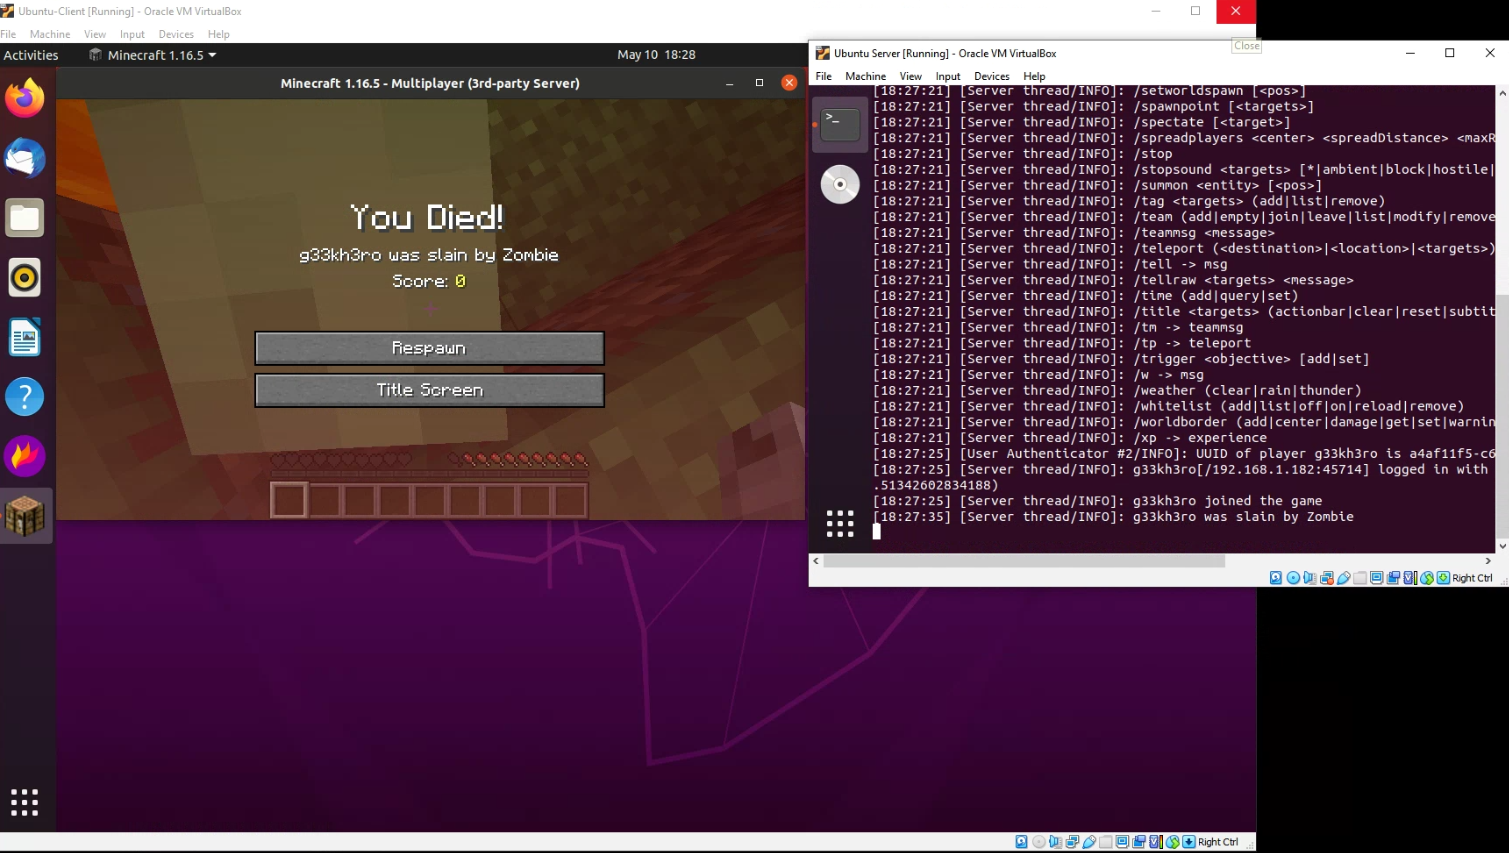 Ubuntu-Client [Running] - Oracle VM VirtualBox
File Machine View Input Devices Help
Activities Minecraft 1.16.5 May 10 18:28
Minecraft 1.16.5 - Multiplayer (3rd-party Server)
You Died!
g33kh3ro was slain by Zombie
Score: 0
Respawn
Title Screen
Right Ctrl
Close
Ubuntu Server [Running] - Oracle VM VirtualBox
File Machine View Input Devices Help
[18:27:21] [Server thread/INFO]: /setworldspawn [<pos>]
[18:27:21] [Server thread/INFO]: /spawnpoint [<targets>]
[18:27:21] [Server thread/INFO]: /spectate [<target>]
[18:27:21] [Server thread/INFO]: /spreadplayers <center> <spreadDistance> <maxR
[18:27:21] [Server thread/INFO]: /stop
[18:27:21] [Server thread/INFO]: /stopsound <targets> [*|ambient|block|hostile|
[18:27:21] [Server thread/INFO]: /summon <entity> [<pos>]
[18:27:21] [Server thread/INFO]: /tag <targets> (add|list|remove)
[18:27:21] [Server thread/INFO]: /team (add|empty|join|leave|list|modify|remove
[18:27:21] [Server thread/INFO]: /teammsg <message>
[18:27:21] [Server thread/INFO]: /teleport (<destination>|<location>|<targets>)
[18:27:21] [Server thread/INFO]: /tell -> msg
[18:27:21] [Server thread/INFO]: /tellraw <targets> <message>
[18:27:21] [Server thread/INFO]: /time (add|query|set)
[18:27:21] [Server thread/INFO]: /title <targets> (actionbar|clear|reset|subtit
[18:27:21] [Server thread/INFO]: /tm -> teammsg
[18:27:21] [Server thread/INFO]: /tp -> teleport
[18:27:21] [Server thread/INFO]: /trigger <objective> [add|set]
[18:27:21] [Server thread/INFO]: /w -> msg
[18:27:21] [Server thread/INFO]: /weather (clear|rain|thunder)
[18:27:21] [Server thread/INFO]: /whitelist (add|list|off|on|reload|remove)
[18:27:21] [Server thread/INFO]: /worldborder (add|center|damage|get|set|warnin
[18:27:21] [Server thread/INFO]: /xp -> experience
[18:27:25] [User Authenticator #2/INFO]: UUID of player g33kh3ro is a4af11f5-c6
[18:27:25] [Server thread/INFO]: g33kh3ro[/192.168.1.182:45714] logged in with
.51342602834188)
[18:27:25] [Server thread/INFO]: g33kh3ro joined the game
[18:27:35] [Server thread/INFO]: g33kh3ro was slain by Zombie
Right Ctrl